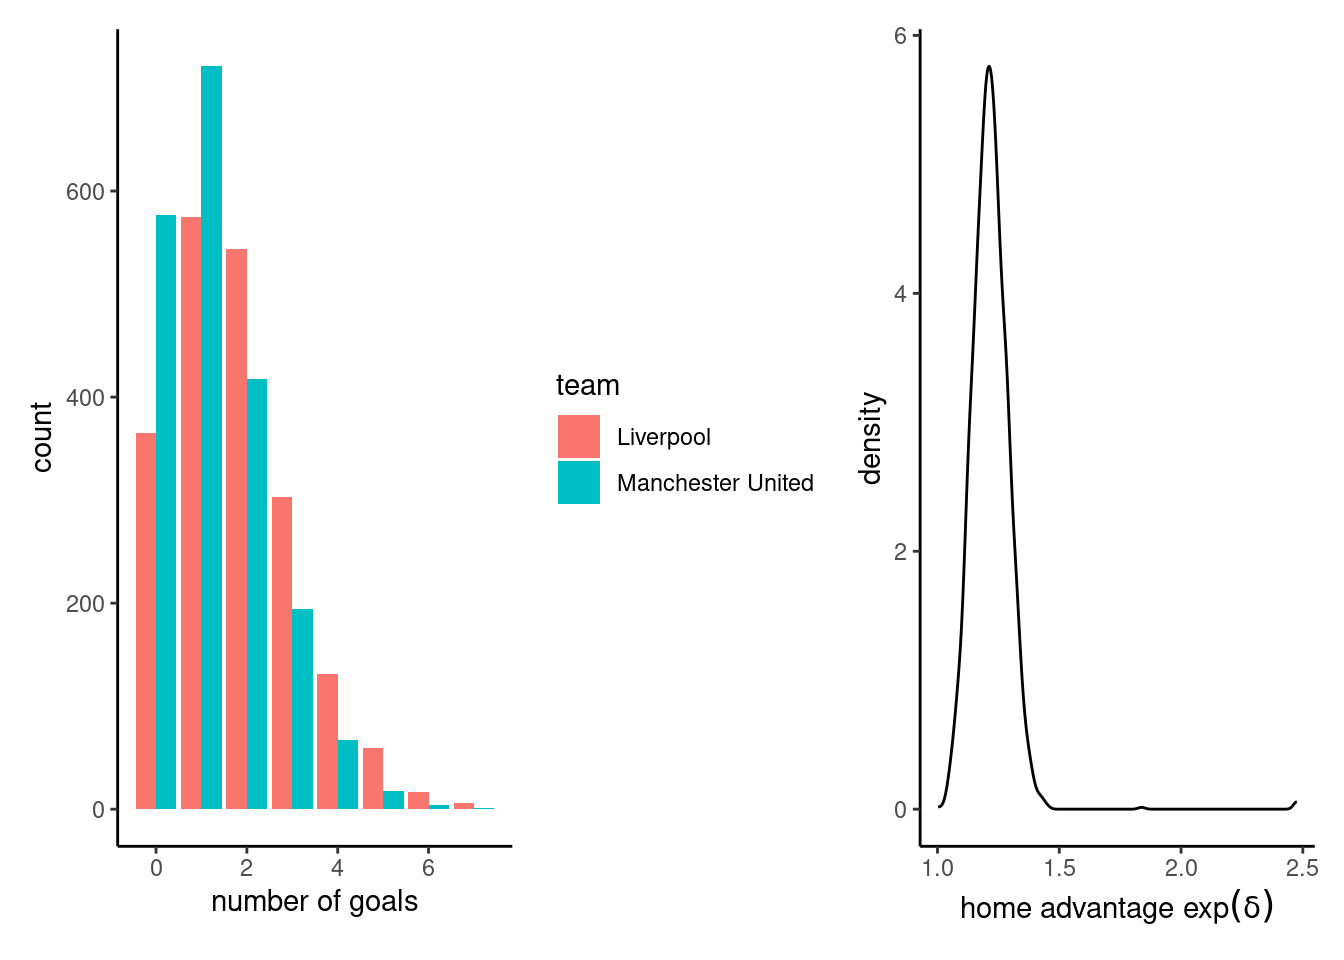 600
400
200
0
count
0 2 4 6
number of goals
team
Liverpool
Manchester United
6
4
2
0
density
1.0 1.5 2.0 2.5
home advantage exp(δ)